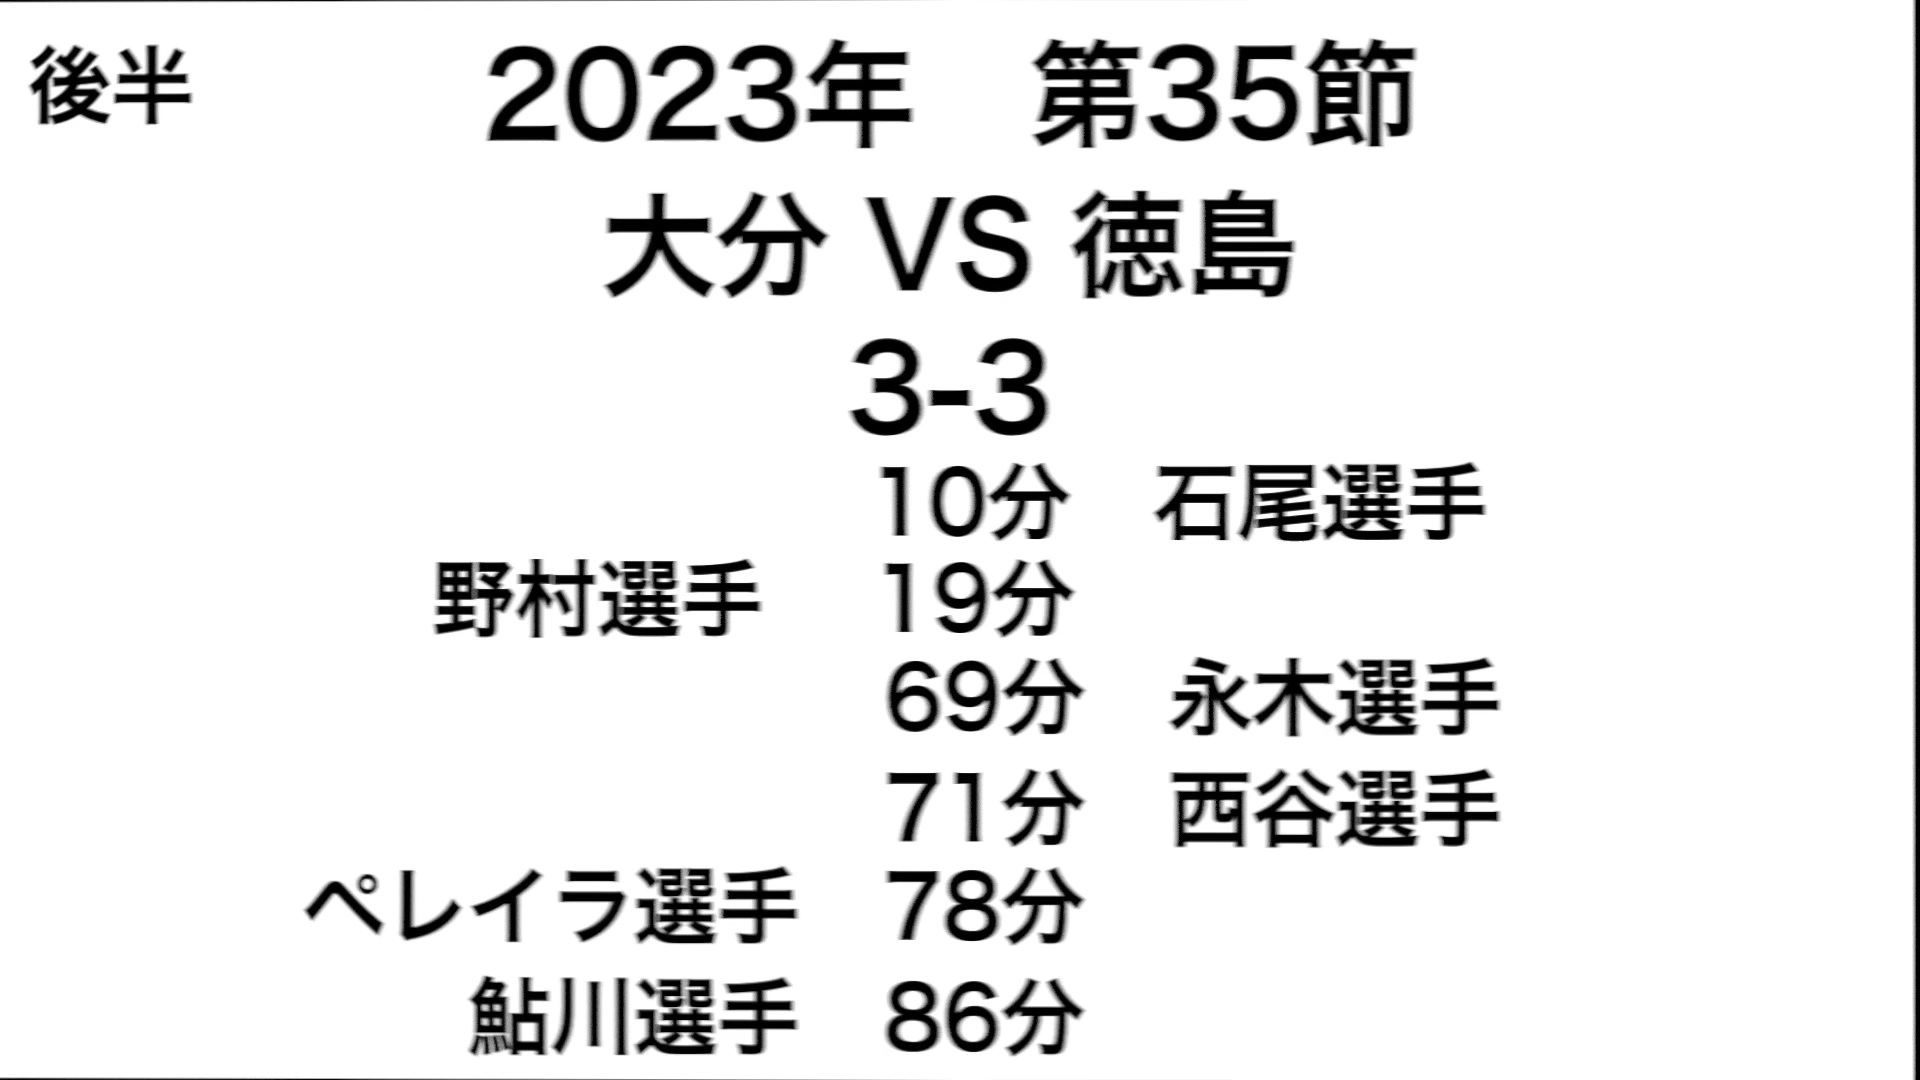 後半
2023年　第35節
大分 VS 徳島
3-3
10分　石尾選手
野村選手　19分
69分　永木選手
71分　西谷選手
ペレイラ選手　78分
鮎川選手　86分